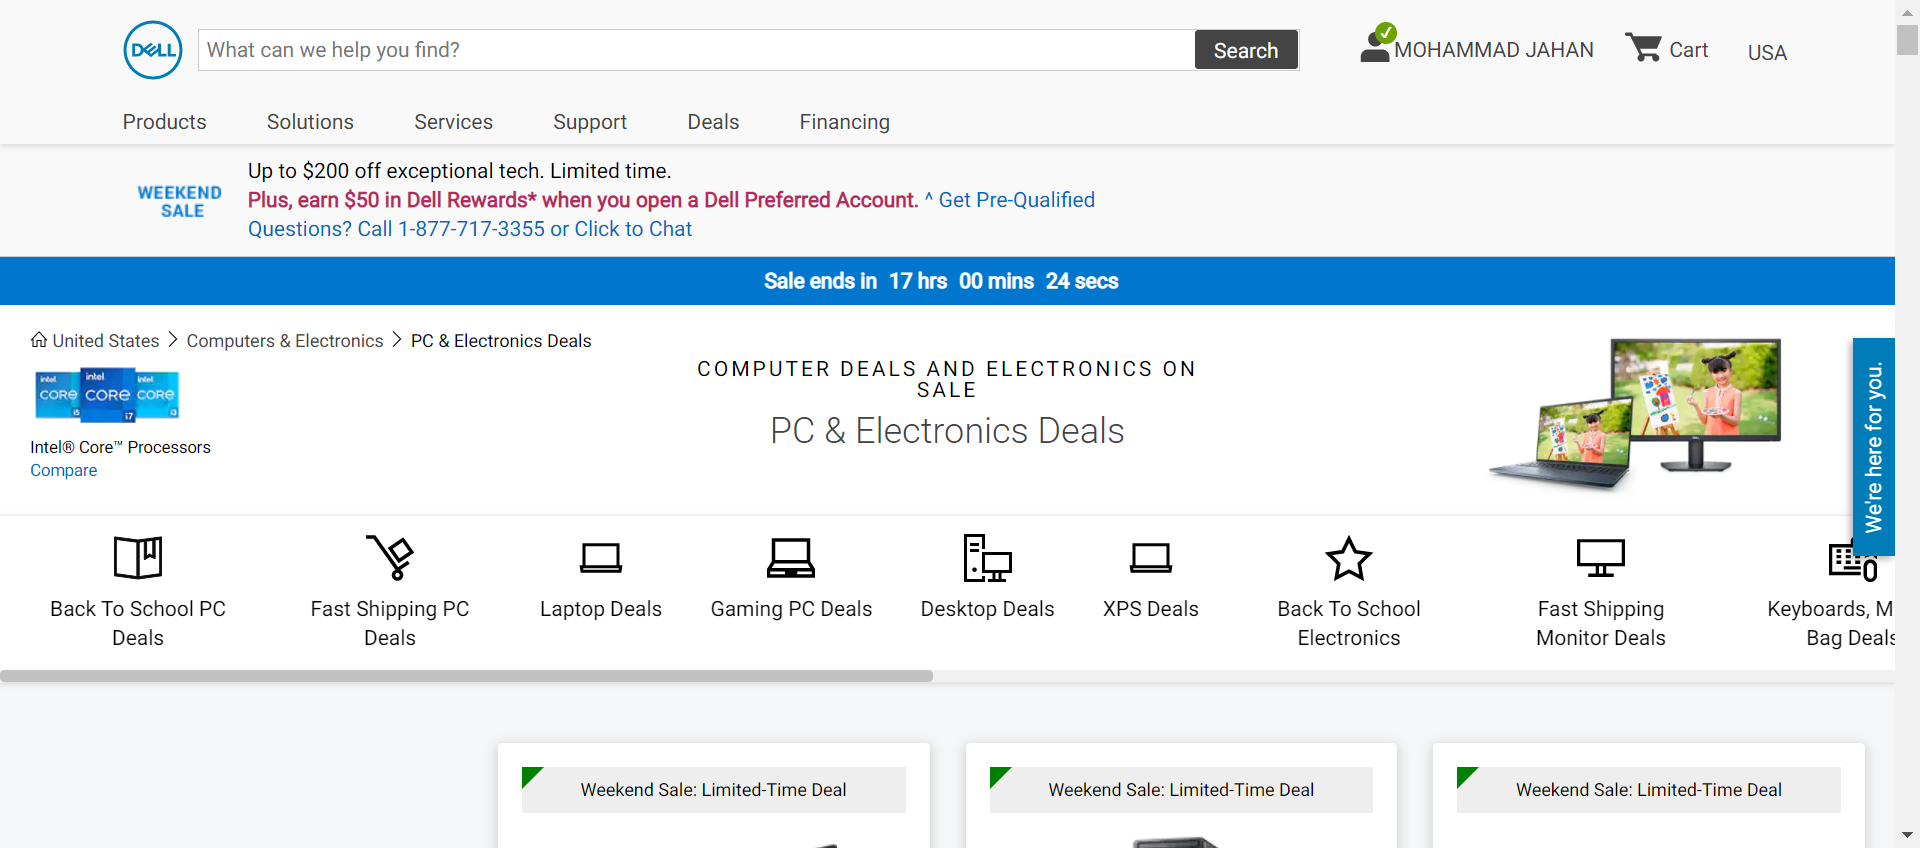 DELL
What can we help you find?
Search
MOHAMMAD JAHAN
Cart
USA
Products
Solutions
Services
Support
Deals
Financing
WEEKEND
SALE
Up to $200 off exceptional tech. Limited time.
Plus, earn $50 in Dell Rewards* when you open a Dell Preferred Account. ^ Get Pre-Qualified
Questions? Call 1-877-717-3355 or Click to Chat
Sale ends in 17 hrs 00 mins 24 secs
United States > Computers & Electronics > PC & Electronics Deals
intel intel intel
CORE CORE CORE
i5 i7 i3
Intel® Core™ Processors
Compare
COMPUTER DEALS AND ELECTRONICS ON
SALE
PC & Electronics Deals
We're here for you.
Back To School PC
Deals
Fast Shipping PC
Deals
Laptop Deals
Gaming PC Deals
Desktop Deals
XPS Deals
Back To School
Electronics
Fast Shipping
Monitor Deals
Keyboards, M
Bag Deals
Weekend Sale: Limited-Time Deal
Weekend Sale: Limited-Time Deal
Weekend Sale: Limited-Time Deal